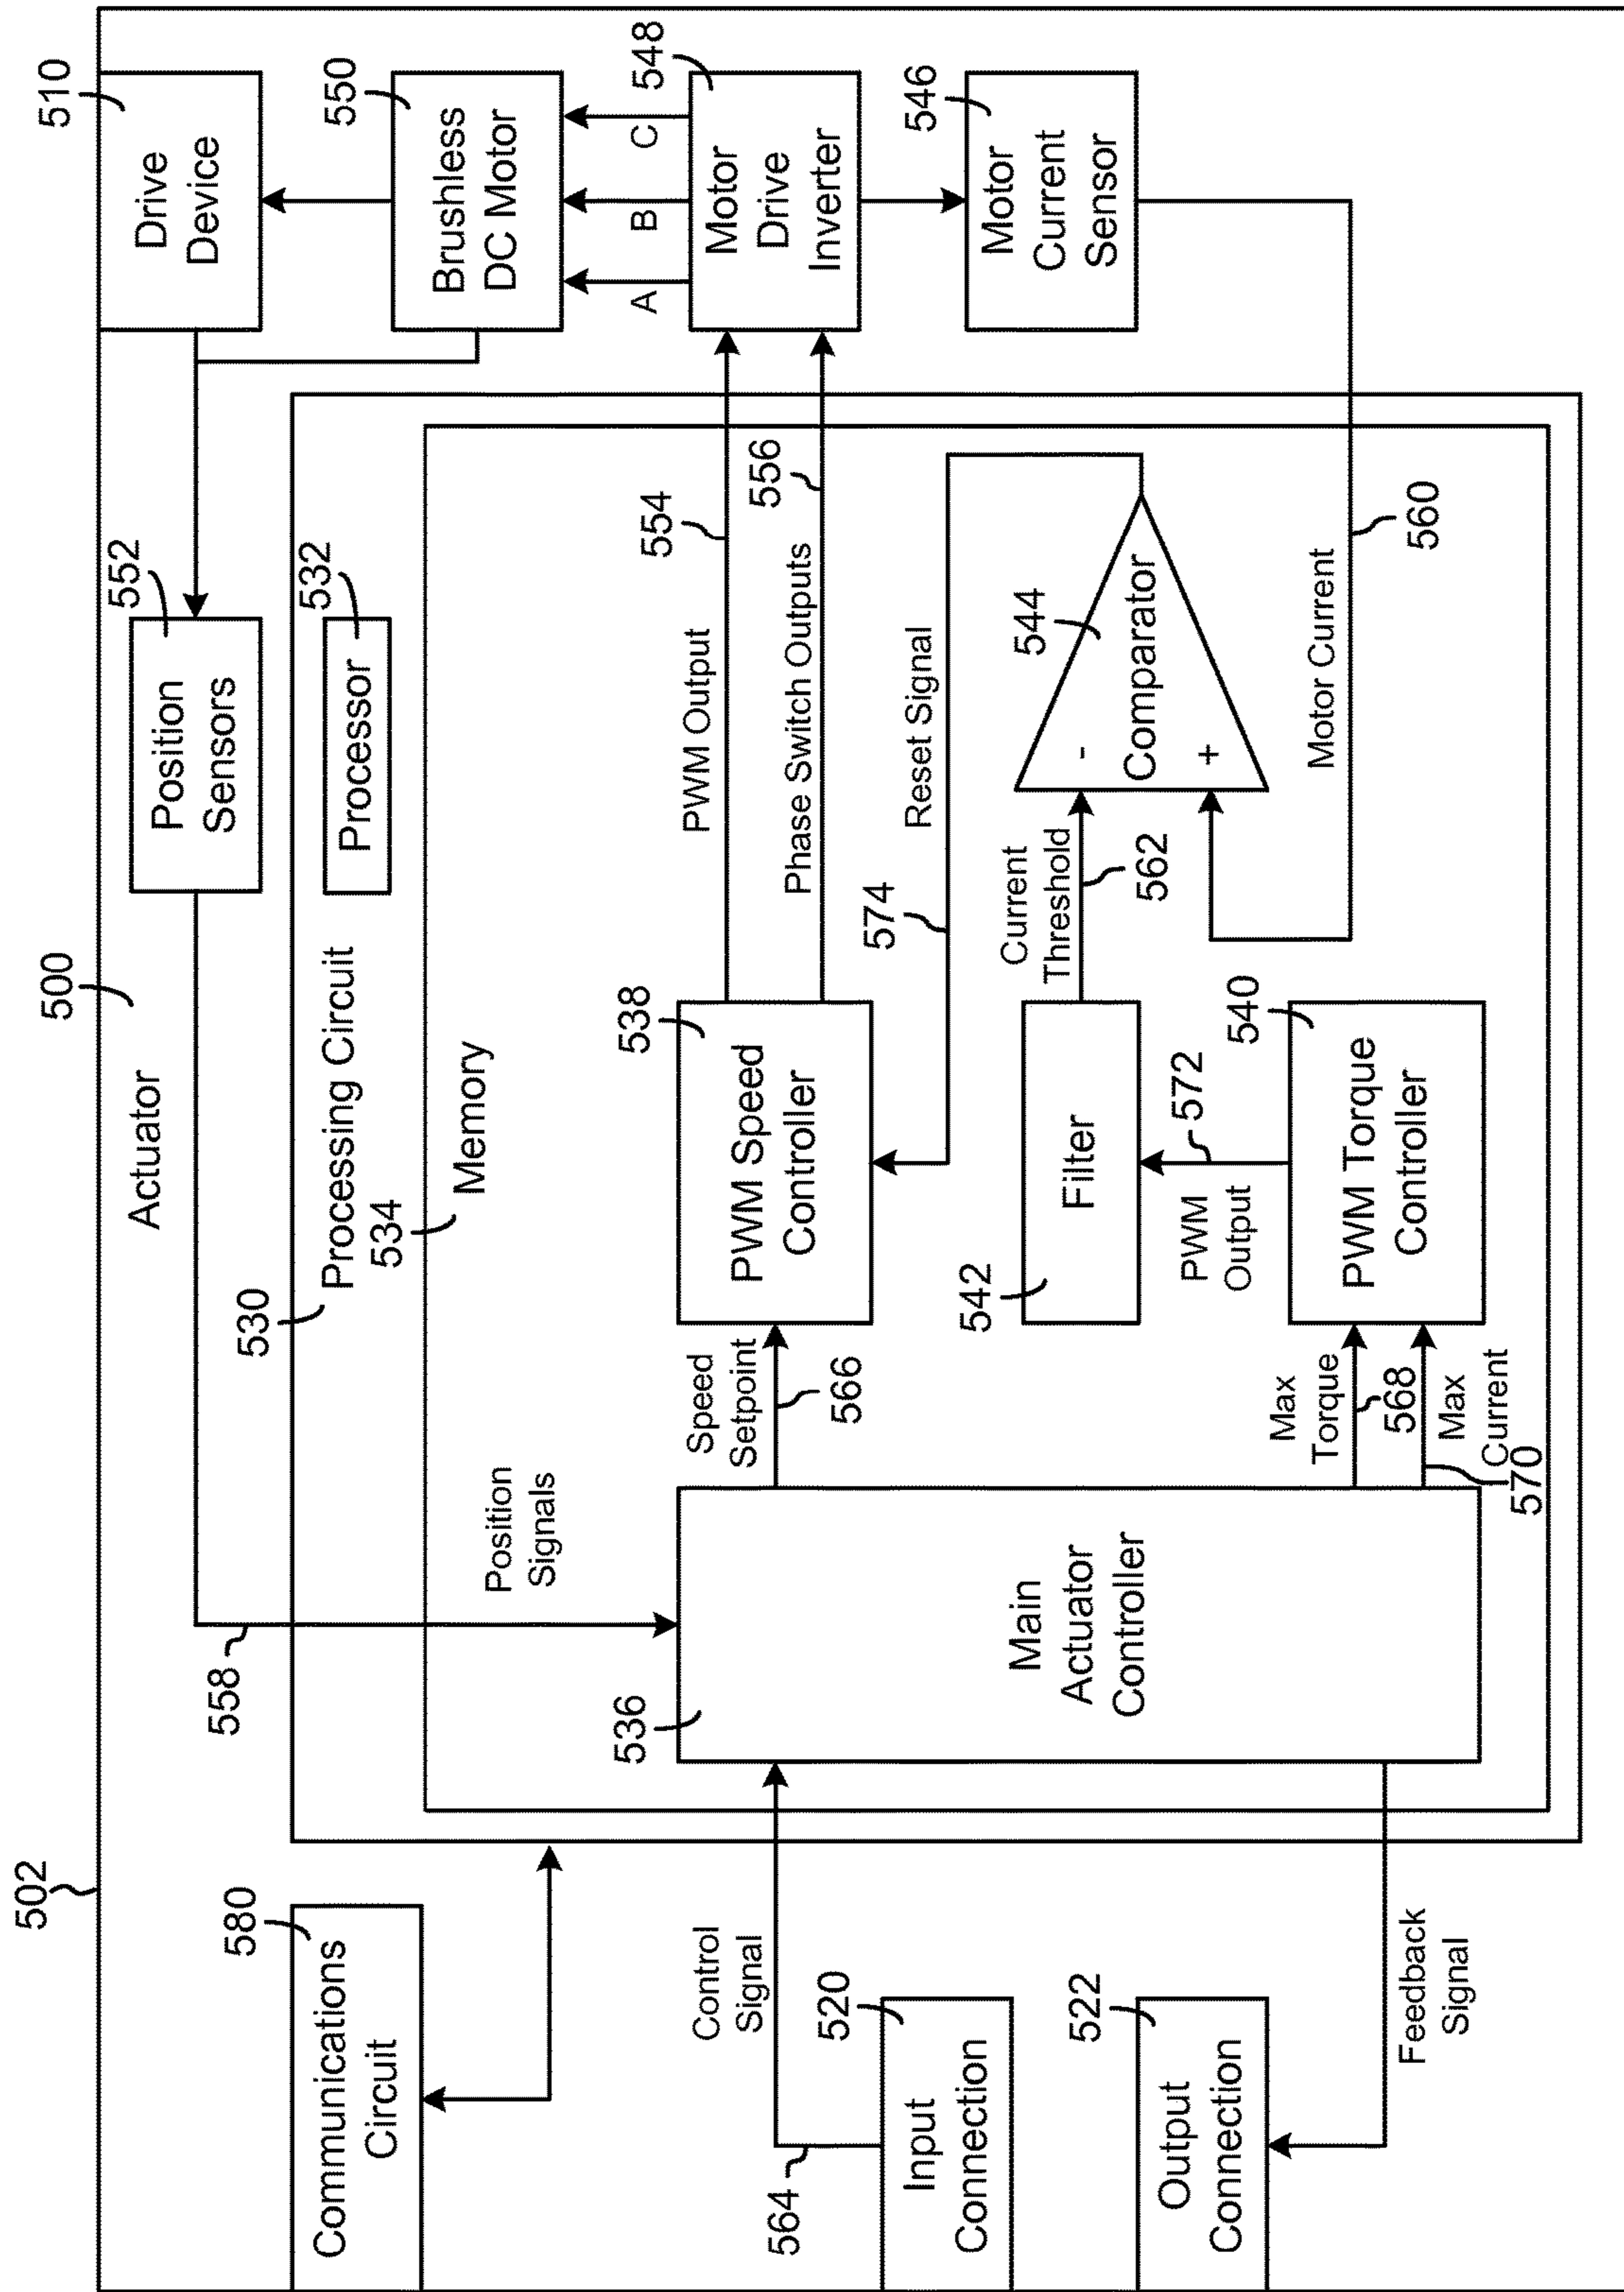 502
500
Actuator
510
Drive
Device
552
Position
Sensors
558
580
Communications
Circuit
530
Processing Circuit
532
Processor
550
Brushless
DC Motor
534
Memory
Position
Signals
A
B
C
564
Control
Signal
536
Main
Actuator
Controller
Speed
Setpoint
566
538
PWM Speed
Controller
PWM Output
554
Phase Switch Outputs
556
548
Motor
Drive
Inverter
520
Input
Connection
574
Reset Signal
542
Filter
Current
Threshold
562
544
Comparator
-
+
546
Motor
Current
Sensor
522
Output
Connection
PWM
Output
572
Feedback
Signal
Max
Torque
568
Max
Current
570
540
PWM Torque
Controller
Motor Current
560